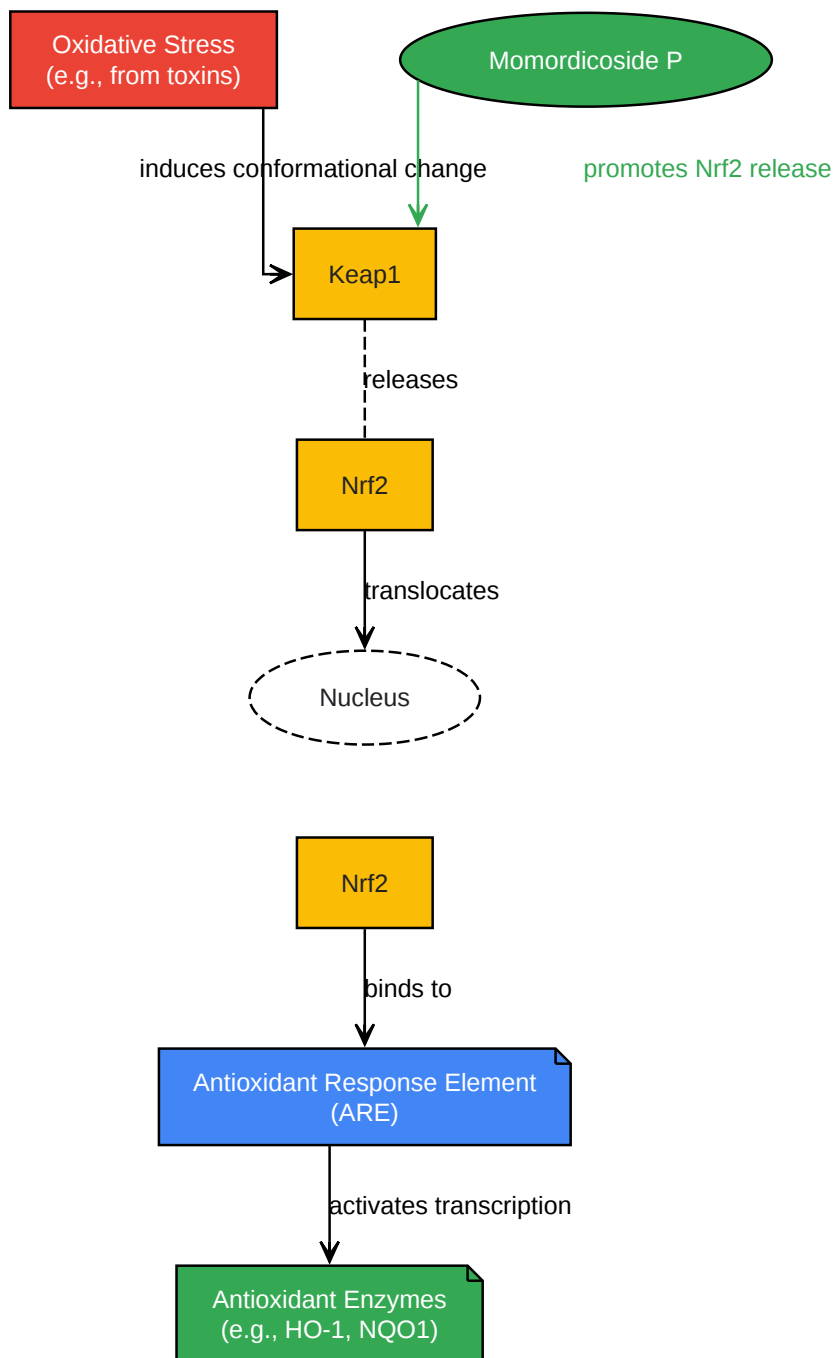 Oxidative Stress
(e.g., from toxins)
Momordicoside P
induces conformational change
promotes Nrf2 release
Keap1
releases
Nrf2
translocates
Nucleus
Nrf2
binds to
Antioxidant Response Element
(ARE)
activates transcription
Antioxidant Enzymes
(e.g., HO-1, NQO1)